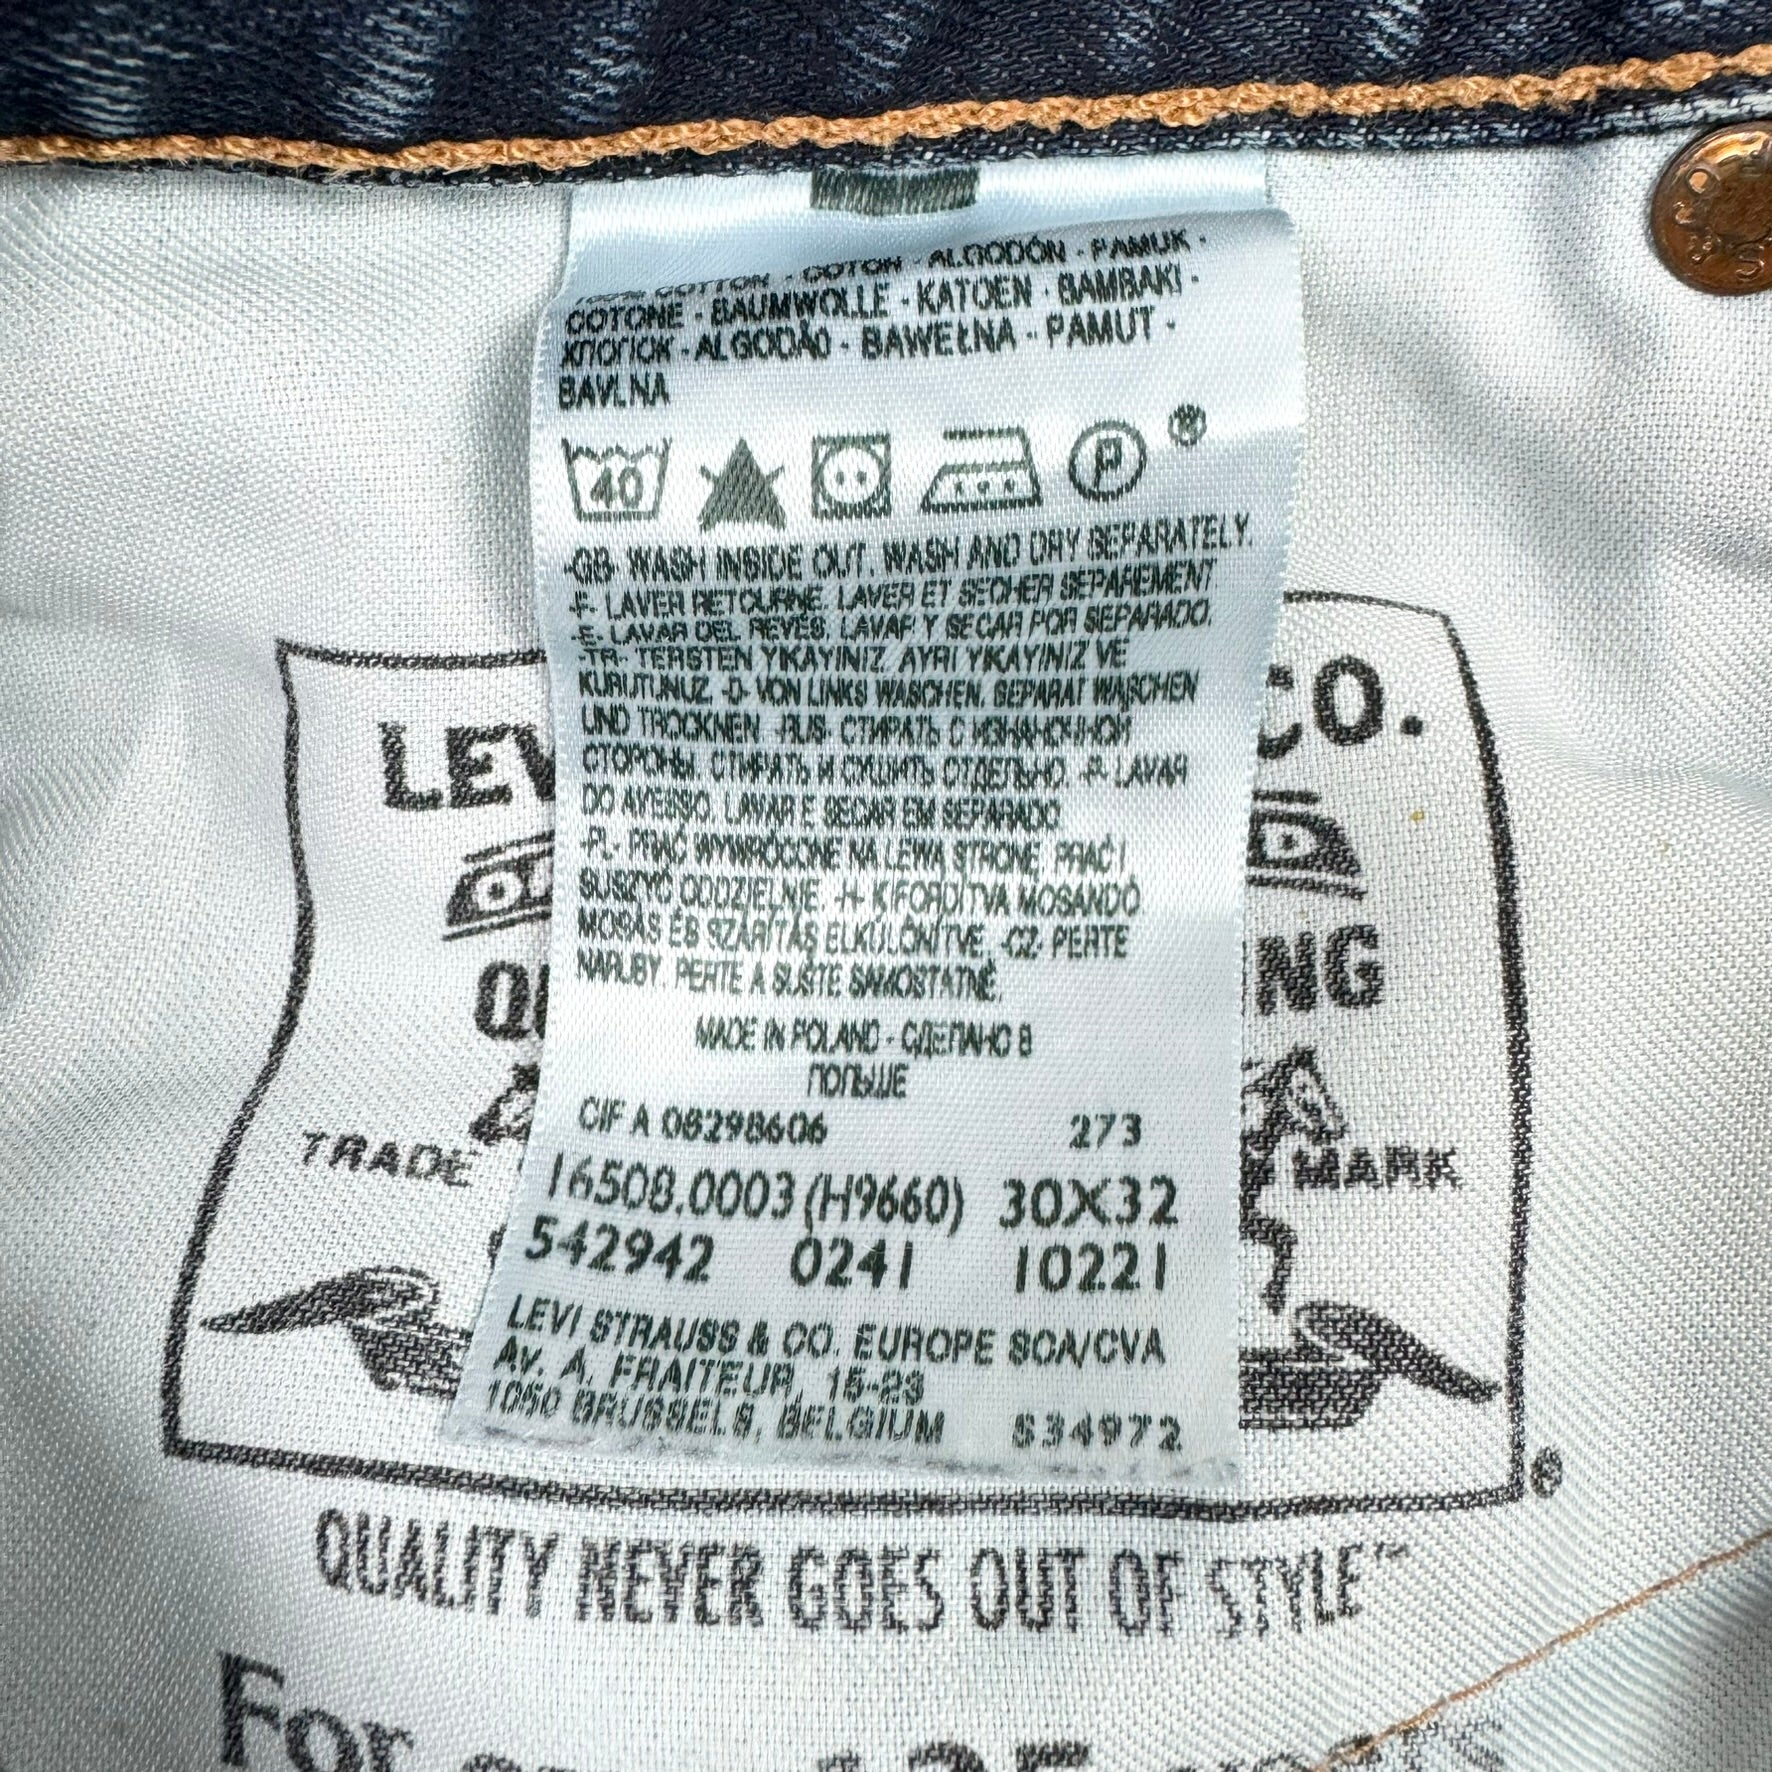 100% COTTON - COTON - ALGODÓN - PAMUK -
COTONE - BAUMWOLLE - KATOEN - BAMBAKI -
ХЛОПОК - ALGODÃO - BAWEŁNA - PAMUT -
BAVLNA
40 P ®
-GB- WASH INSIDE OUT. WASH AND DRY SEPARATELY.
-F- LAVER RETOURNE. LAVER ET SECHER SEPAREMENT
-E- LAVAR DEL REVÉS. LAVAR Y SECAR POR SEPARADO.
-TR- TERSTEN YIKAYINIZ. AYRI YIKAYINIZ VE
KURUTUNUZ. -D- VON LINKS WASCHEN. SEPARAT WASCHEN
UND TROCKNEN -RUS- СТИРАТЬ С ИЗНАНОЧНОЙ
СТОРОНЫ. СТИРАТЬ И СУШИТЬ ОТДЕЛЬНО. -P- LAVAR
DO AVESSO. LAVAR E SECAR EM SEPARADO.
-PL- PRAĆ WYWRÓCONE NA LEWĄ STRONĘ. PRAĆ I
SUSZYĆ ODDZIELNIE. -H- KIFORDÍTVA MOSANDÓ
MOSÁS ÉS SZÁRÍTÁS ELKÜLÖNÍTVE. -CZ- PERTE
NARUBY. PERTE A SUŠTE SAMOSTATNĚ.
MADE IN POLAND - СДЕЛАНО В
ПОЛЬШЕ
CIF A 08298606 273
16508.0003 (H9660) 30X32
542942 0241 10221
LEVI STRAUSS & CO. EUROPE SCA/CVA
AV. A. FRAITEUR, 15-23
1050 BRUSSELS, BELGIUM S34972
LEV CO.
QU NG
TRADE MARK
®
QUALITY NEVER GOES OUT OF STYLE™
For